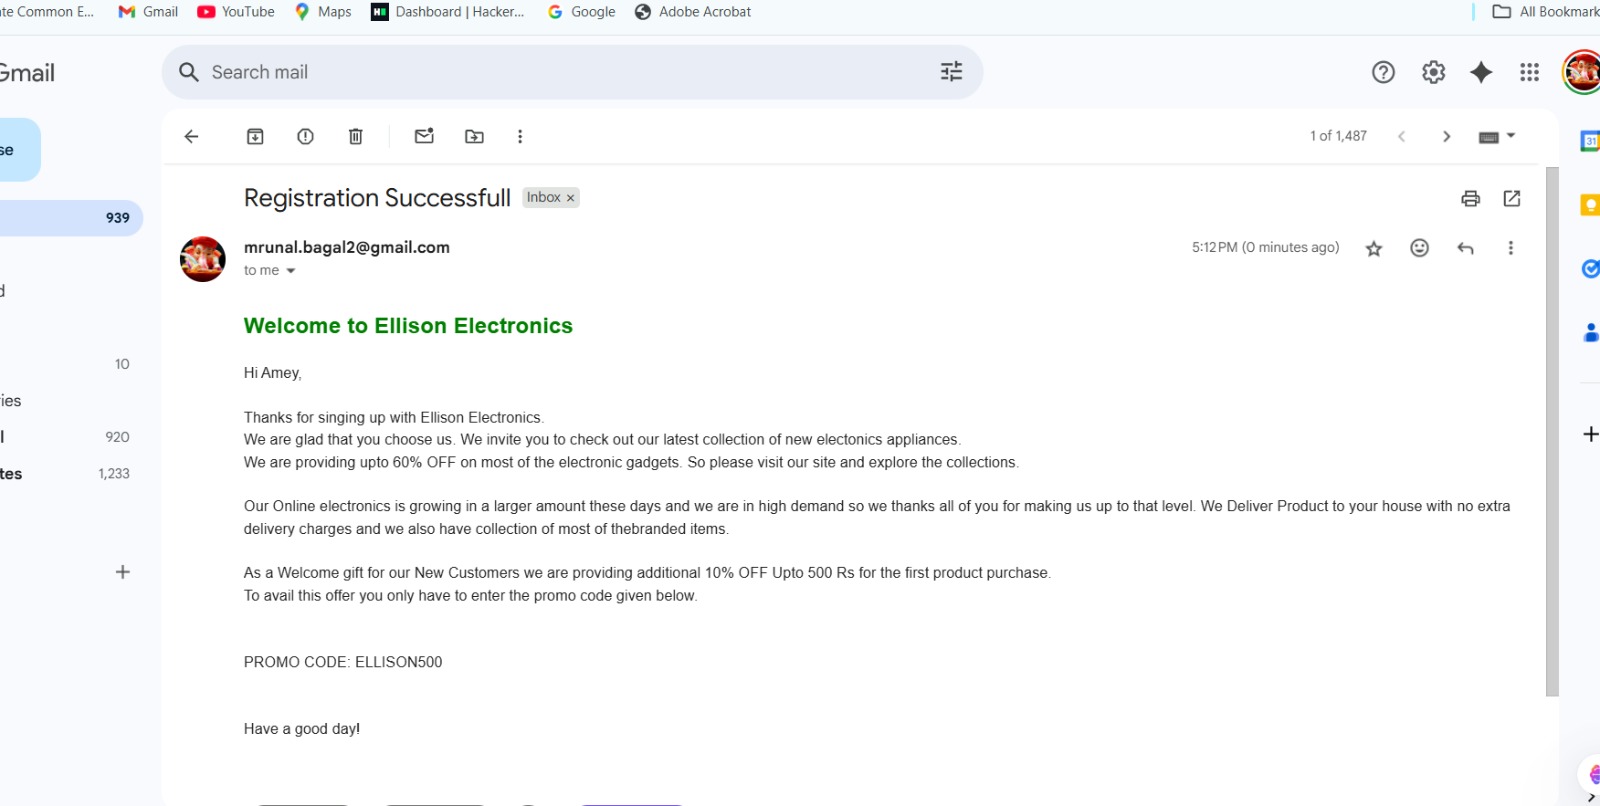 te Common E...
Gmail
YouTube
Maps
Dashboard | Hacker...
Google
Adobe Acrobat
All Bookmark
Gmail
Search mail
se
1 of 1,487
31
939
Registration Successfull
Inbox ×
mrunal.bagal2@gmail.com
5:12 PM (0 minutes ago)
to me
d
Welcome to Ellison Electronics
10
Hi Amey,
ries
Thanks for singing up with Ellison Electronics.
l
920
We are glad that you choose us. We invite you to check out our latest collection of new electonics appliances.
We are providing upto 60% OFF on most of the electronic gadgets. So please visit our site and explore the collections.
tes
1,233
Our Online electronics is growing in a larger amount these days and we are in high demand so we thanks all of you for making us up to that level. We Deliver Product to your house with no extra
delivery charges and we also have collection of most of thebranded items.
As a Welcome gift for our New Customers we are providing additional 10% OFF Upto 500 Rs for the first product purchase.
To avail this offer you only have to enter the promo code given below.
PROMO CODE: ELLISON500
Have a good day!